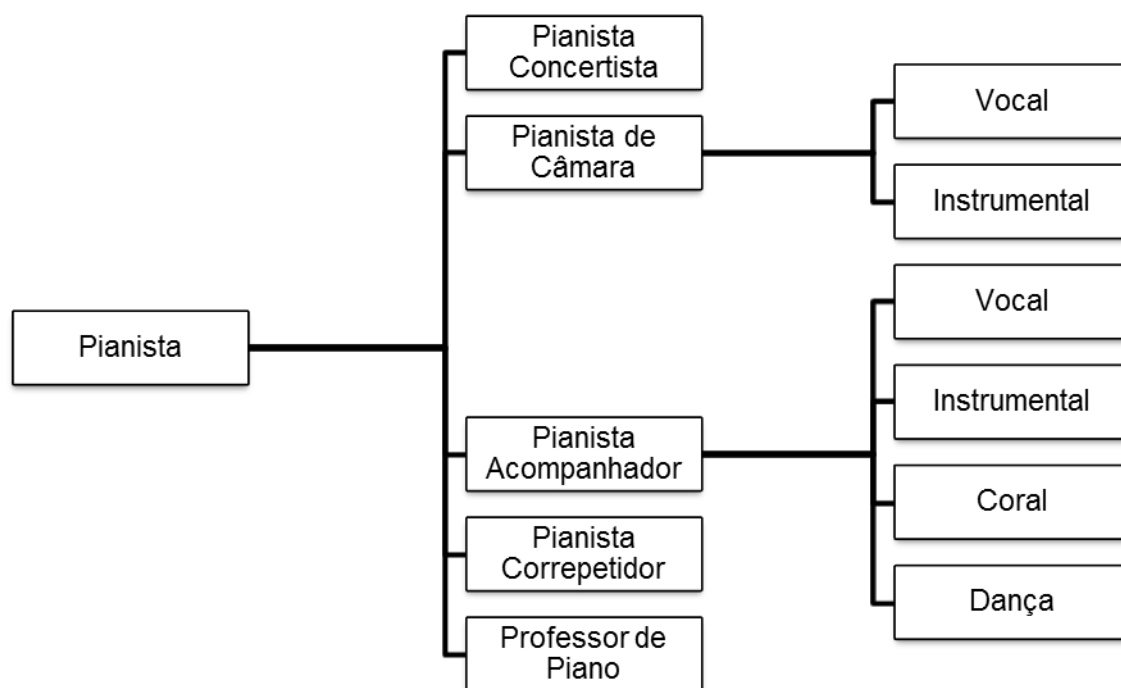 Pianista
Pianista
Concertista
Pianista de
Câmara
Vocal
Instrumental
Pianista
Acompanhador
Vocal
Instrumental
Coral
Dança
Pianista
Correpetidor
Professor de
Piano